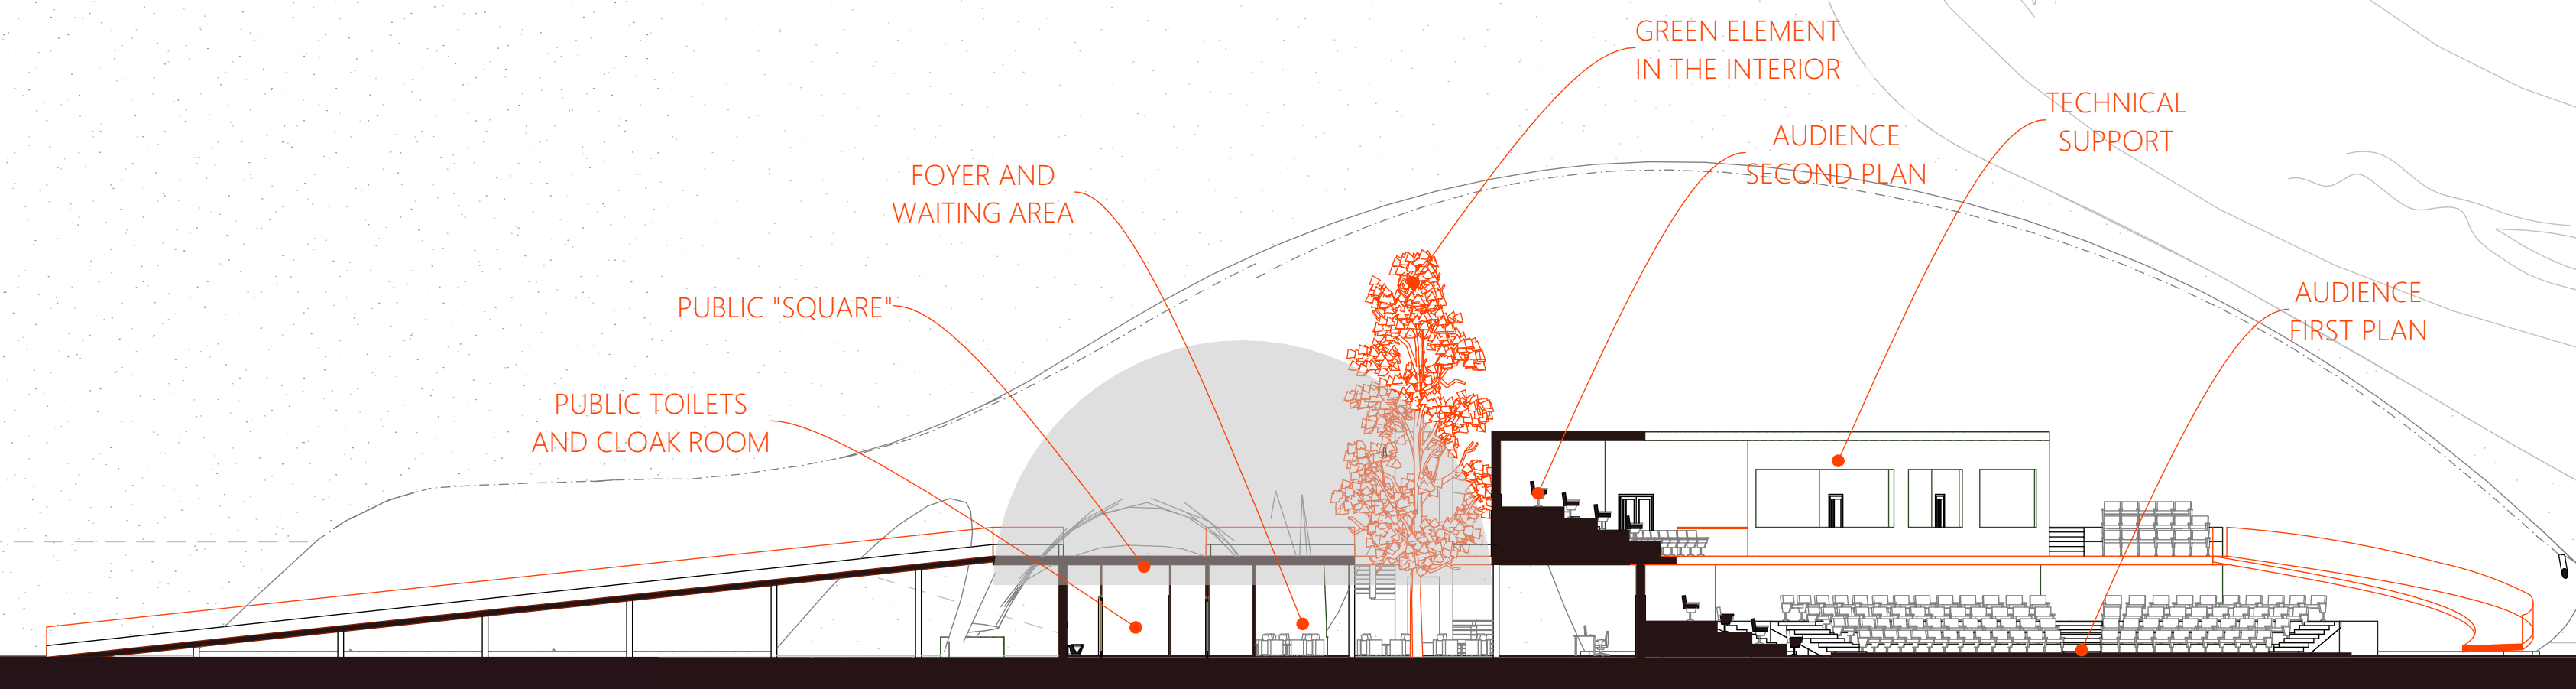 GREEN ELEMENT
IN THE INTERIOR
TECHNICAL
SUPPORT
AUDIENCE
SECOND PLAN
FOYER AND
WAITING AREA
PUBLIC "SQUARE"
AUDIENCE
FIRST PLAN
PUBLIC TOILETS
AND CLOAK ROOM